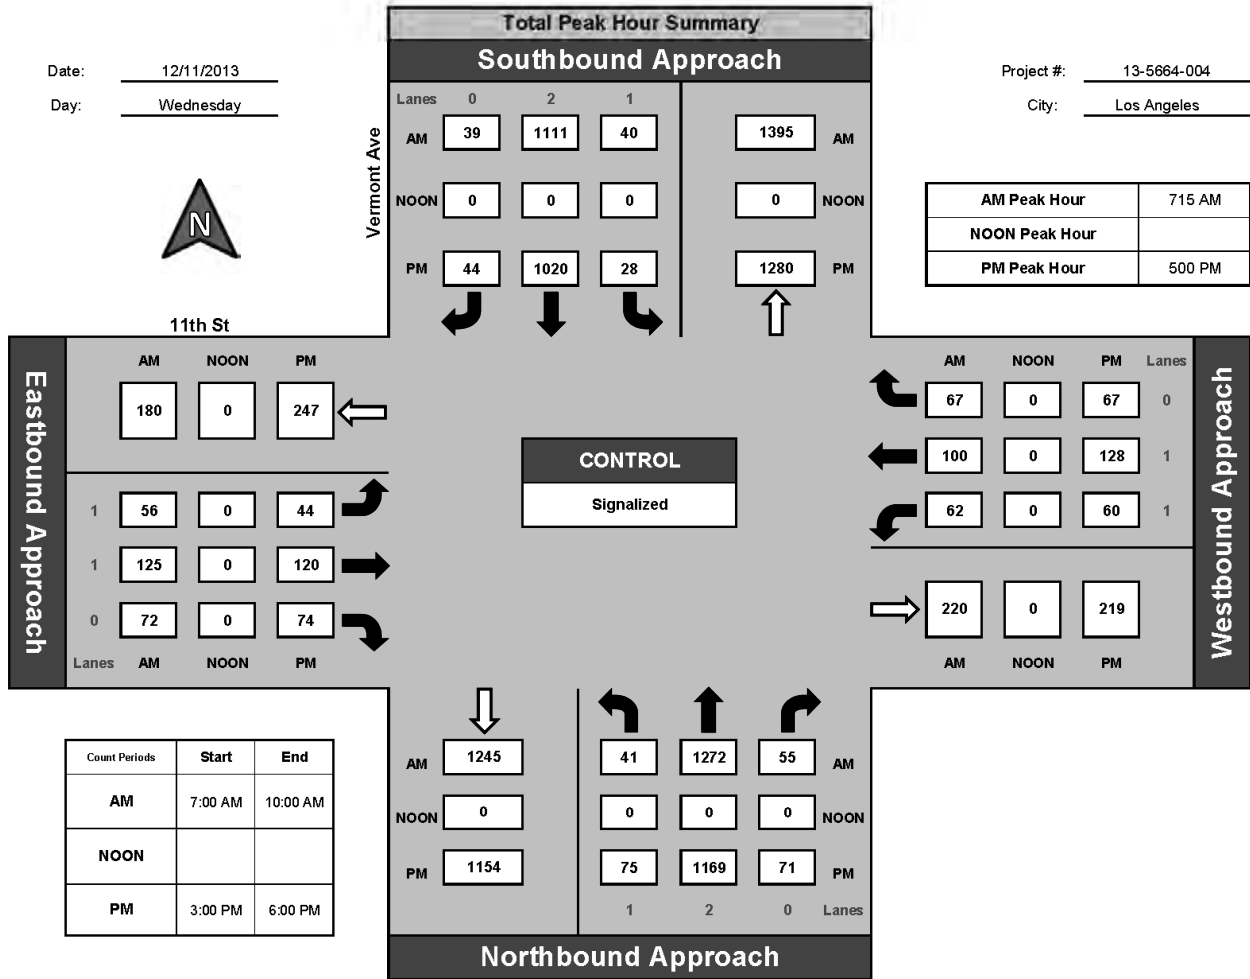 Total Peak Hour Summary
Southbound Approach
Date: 12/11/2013
Day: Wednesday
Project #: 13-5664-004
City: Los Angeles
Vermont Ave
N
Lanes 0 2 1
AM 39 1111 40 1395 AM
NOON 0 0 0 0 NOON
PM 44 1020 28 1280 PM
AM Peak Hour 715 AM
NOON Peak Hour
PM Peak Hour 500 PM
11th St
Eastbound Approach
AM NOON PM
180 0 247
1 56 0 44
1 125 0 120
0 72 0 74
Lanes AM NOON PM
CONTROL
Signalized
AM NOON PM Lanes
67 0 67 0
100 0 128 1
62 0 60 1
220 0 219
AM NOON PM
Westbound Approach
Count Periods Start End
AM 7:00 AM 10:00 AM
NOON
PM 3:00 PM 6:00 PM
AM 1245 41 1272 55 AM
NOON 0 0 0 0 NOON
PM 1154 75 1169 71 PM
1 2 0 Lanes
Northbound Approach